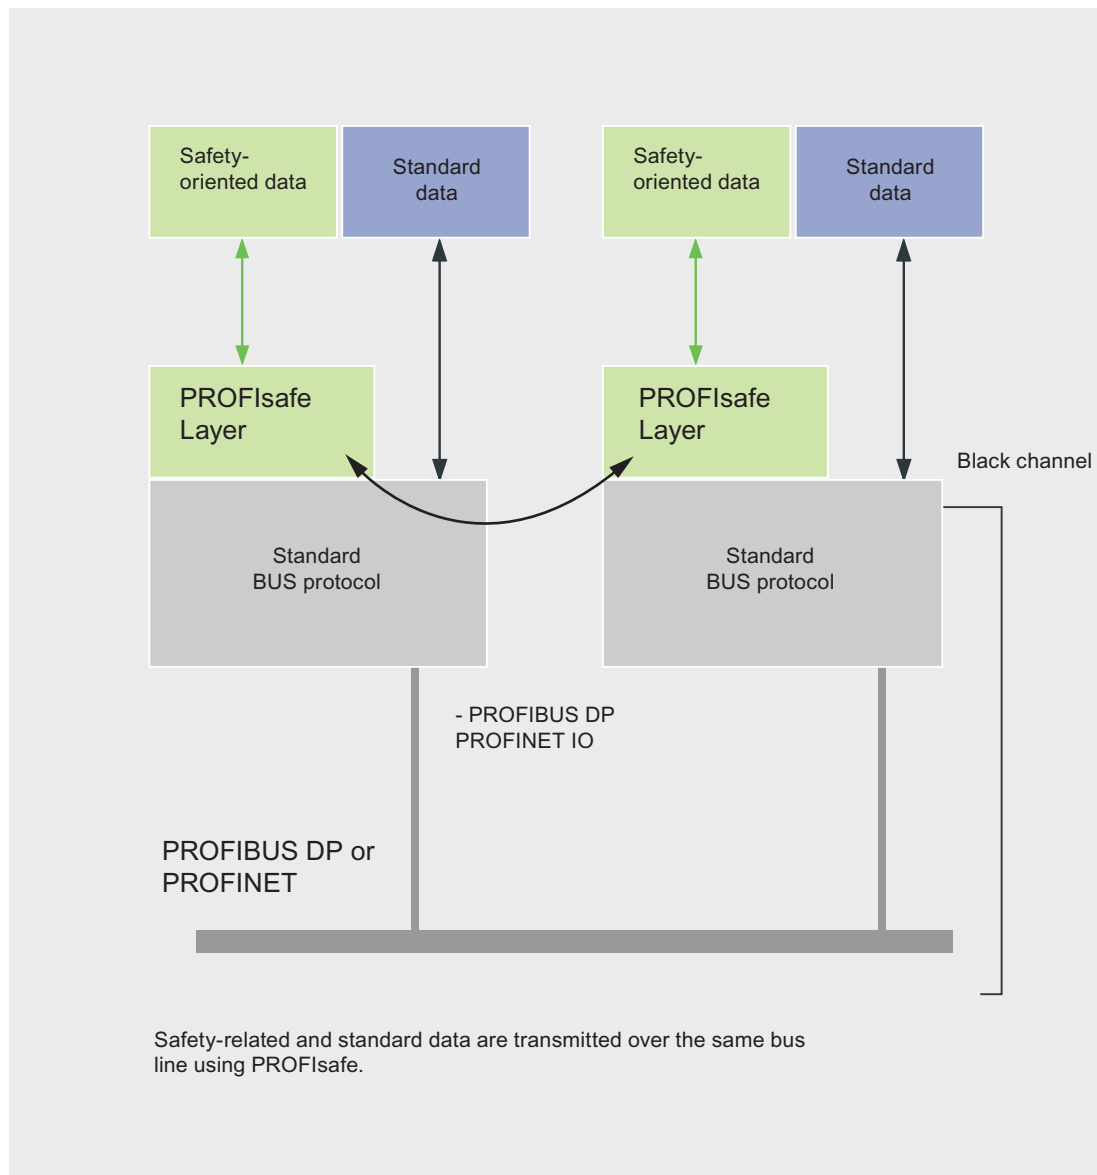 Safety-
oriented data
Standard
data
Safety-
oriented data
Standard
data
PROFIsafe
Layer
PROFIsafe
Layer
Black channel
Standard
BUS protocol
Standard
BUS protocol
- PROFIBUS DP
PROFINET IO
PROFIBUS DP or
PROFINET
Safety-related and standard data are transmitted over the same bus
line using PROFIsafe.